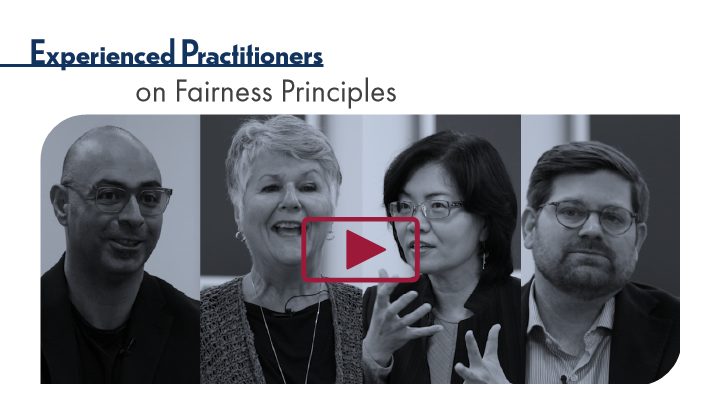 Experienced Practitioners
on Fairness Principles